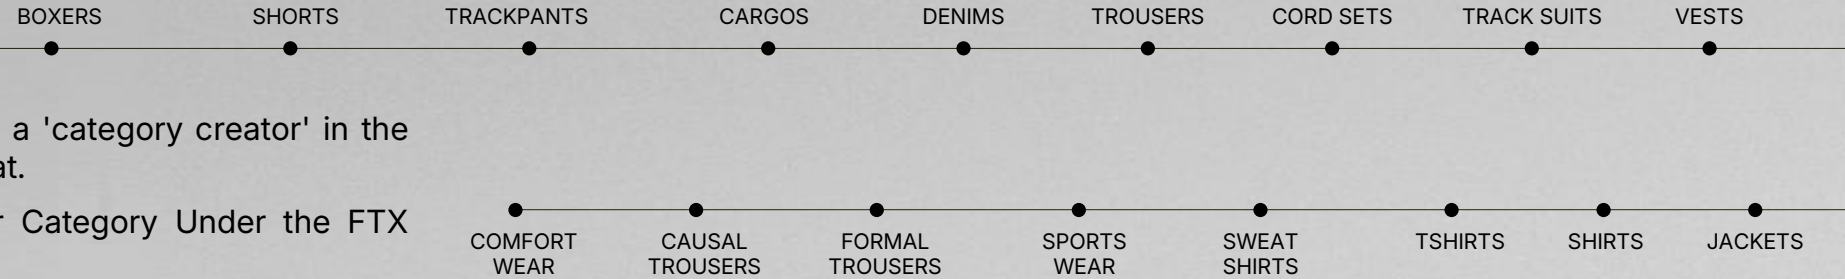 BOXERS SHORTS TRACKPANTS CARGOS DENIMS TROUSERS CORD SETS TRACK SUITS VESTS
a 'category creator' in the
at.
r Category Under the FTX
COMFORT WEAR
CAUSAL TROUSERS
FORMAL TROUSERS
SPORTS WEAR
SWEAT SHIRTS
TSHIRTS
SHIRTS
JACKETS